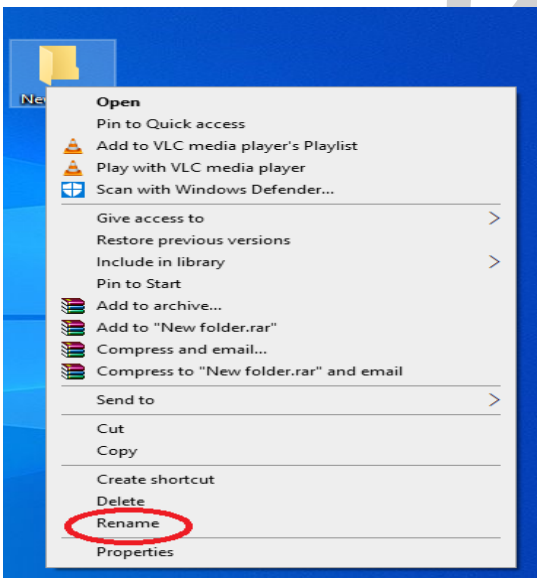 Open
Pin to Quick access
Add to VLC media player's Playlist
Play with VLC media player
Scan with Windows Defender...
Give access to
Restore previous versions
Include in library
Pin to Start
Add to archive...
Add to "New folder.rar"
Compress and email...
Compress to "New folder.rar" and email
Send to
Cut
Copy
Create shortcut
Delete
Rename
Properties